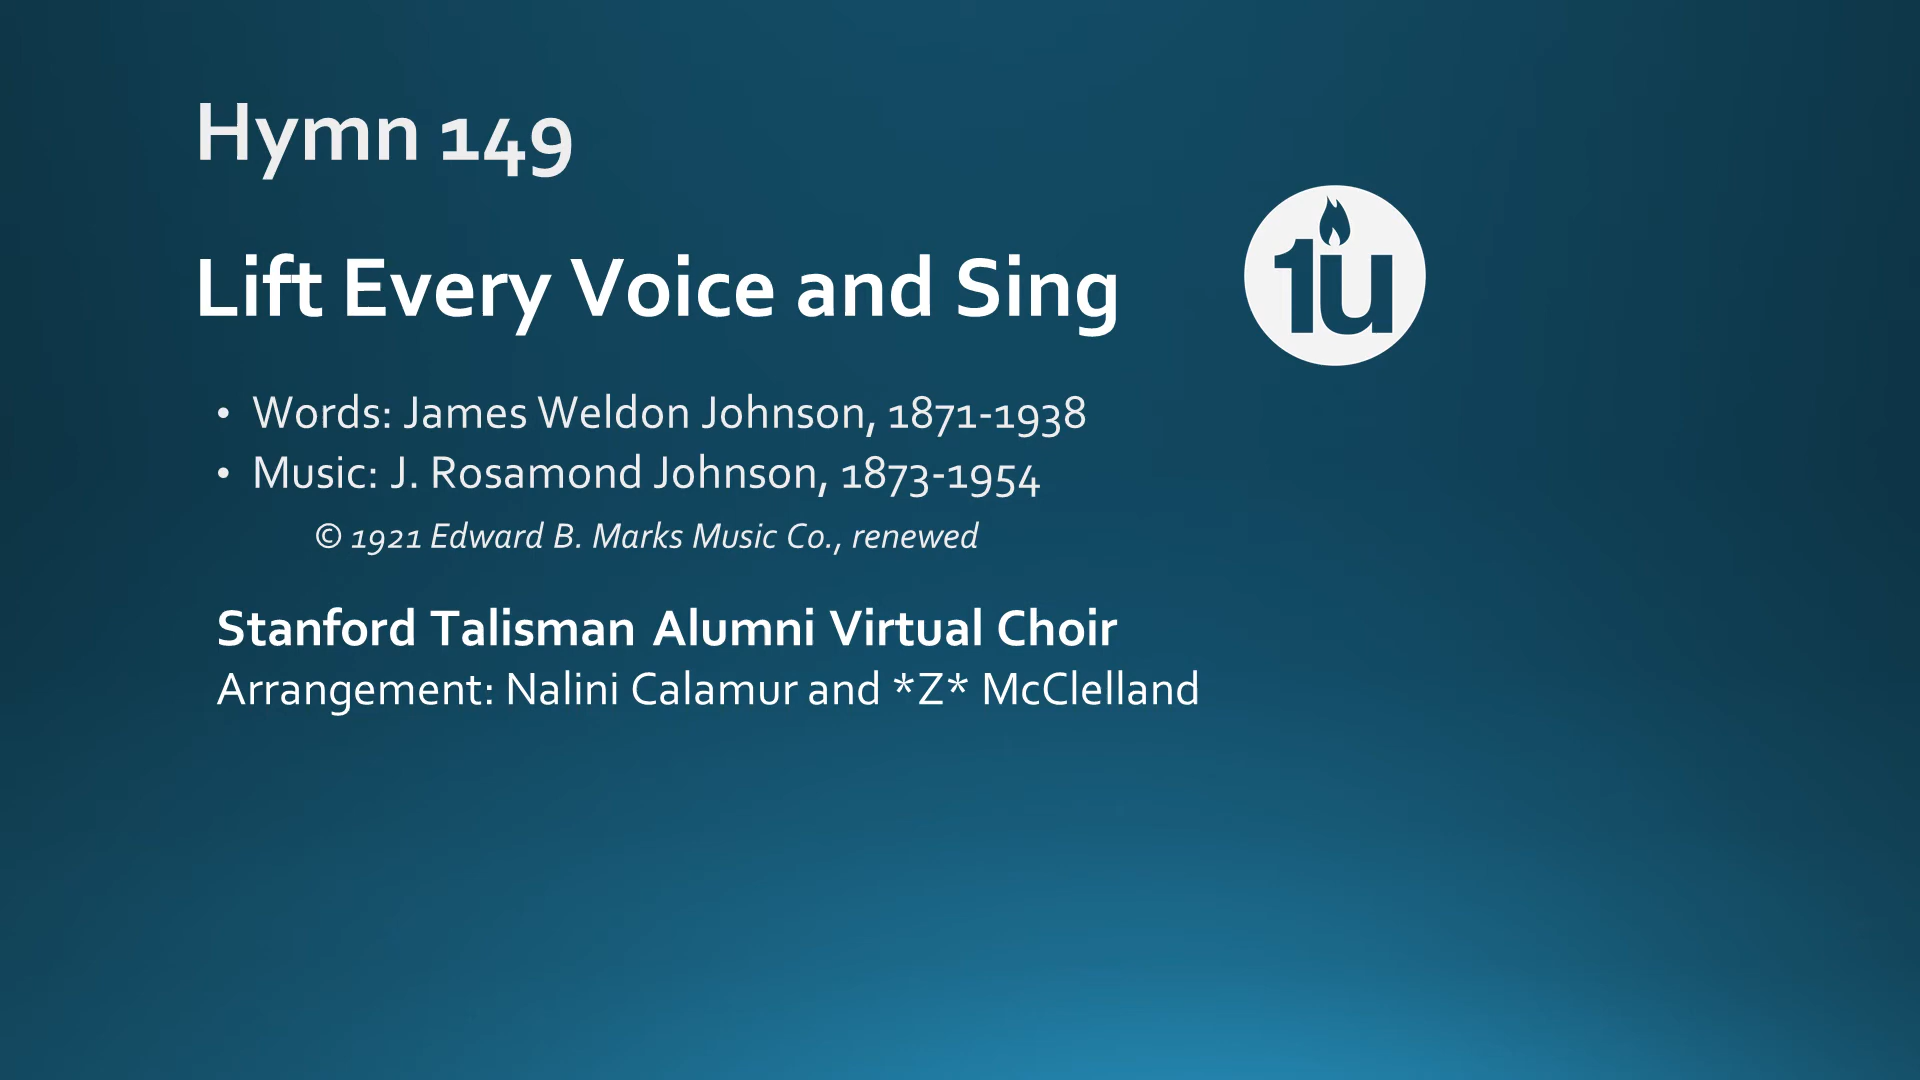 Hymn 149
Lift Every Voice and Sing
1u
• Words: James Weldon Johnson, 1871-1938
• Music: J. Rosamond Johnson, 1873-1954
© 1921 Edward B. Marks Music Co., renewed
Stanford Talisman Alumni Virtual Choir
Arrangement: Nalini Calamur and *Z* McClelland